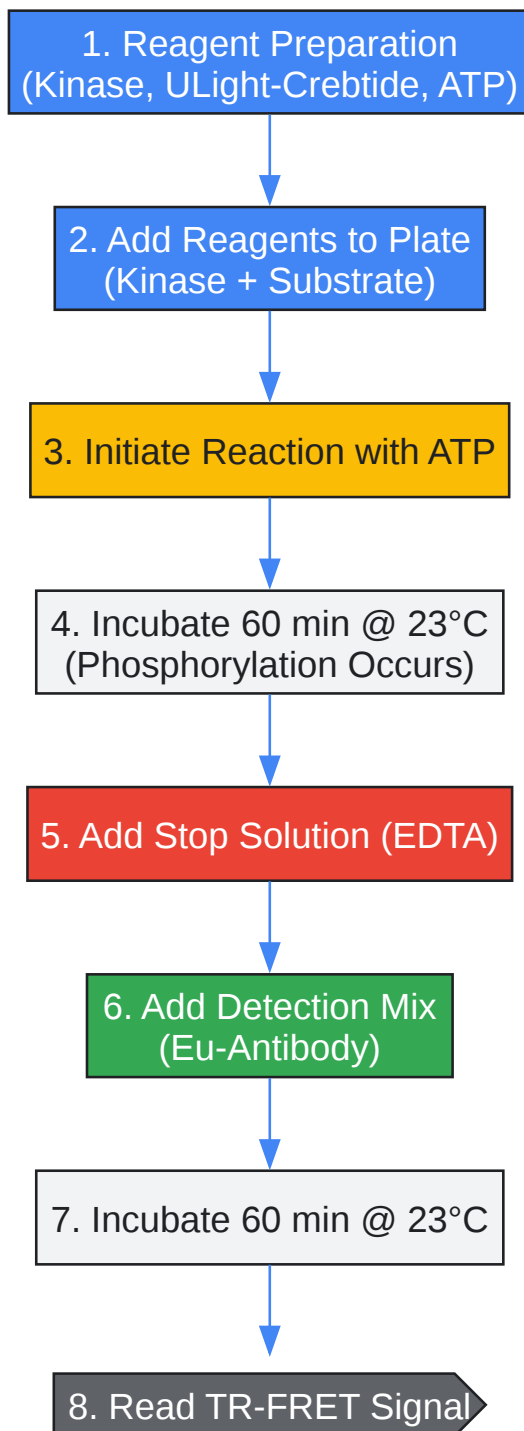 1. Reagent Preparation
(Kinase, ULight-Crebtide, ATP)
2. Add Reagents to Plate
(Kinase + Substrate)
3. Initiate Reaction with ATP
4. Incubate 60 min @ 23°C
(Phosphorylation Occurs)
5. Add Stop Solution (EDTA)
6. Add Detection Mix
(Eu-Antibody)
7. Incubate 60 min @ 23°C
8. Read TR-FRET Signal